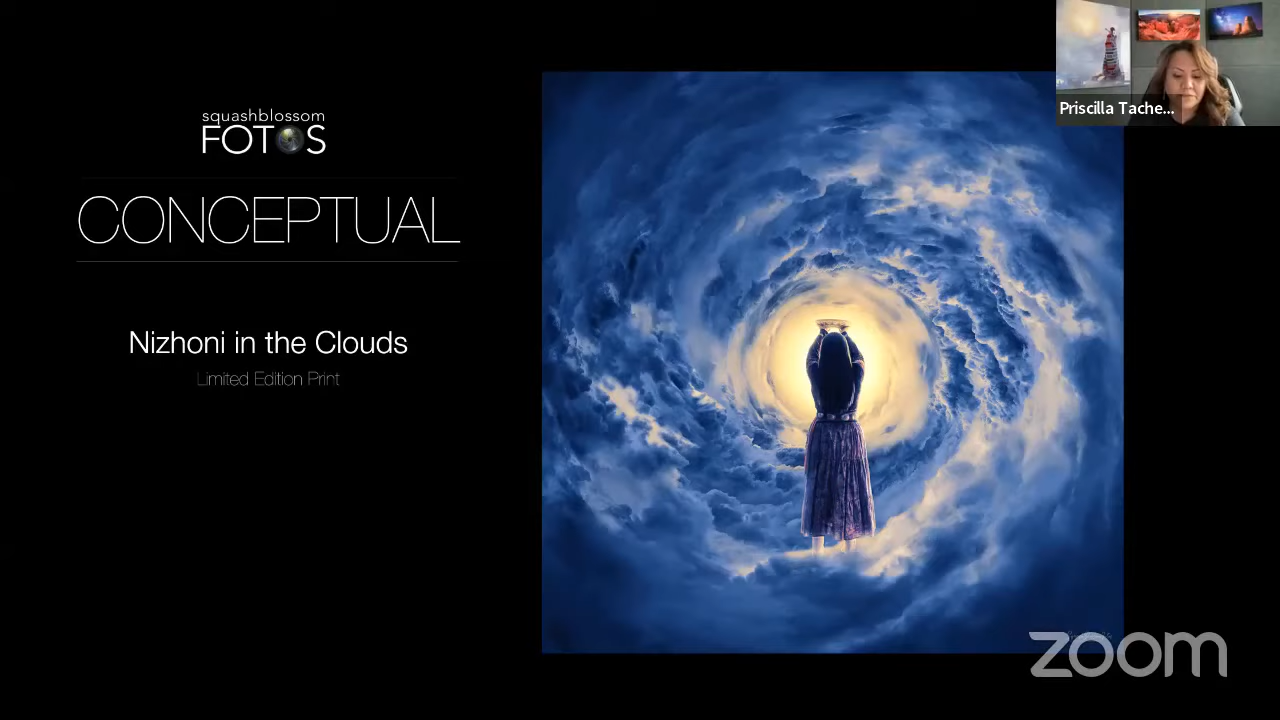 squashblossom
FOTOS
CONCEPTUAL
Nizhoni in the Clouds
Limited Edition Print
Priscilla Tache...
zoom